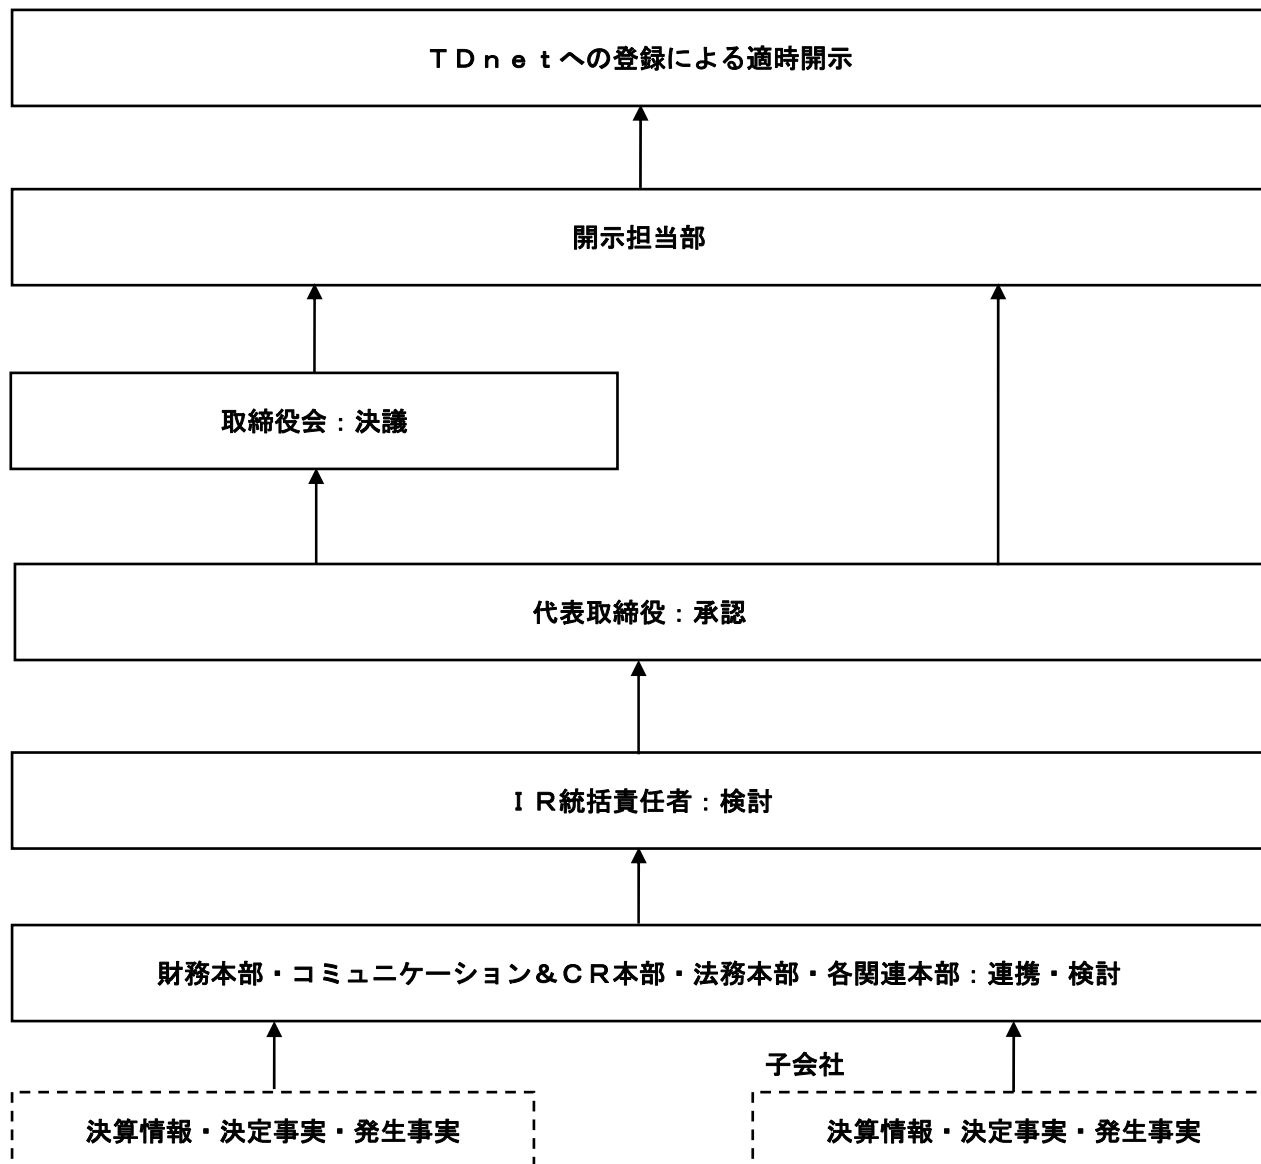 ＴＤｎｅｔへの登録による適時開示
開示担当部
取締役会：決議
代表取締役：承認
ＩＲ統括責任者：検討
財務本部・コミュニケーション＆ＣＲ本部・法務本部・各関連本部：連携・検討
子会社
決算情報・決定事実・発生事実
決算情報・決定事実・発生事実